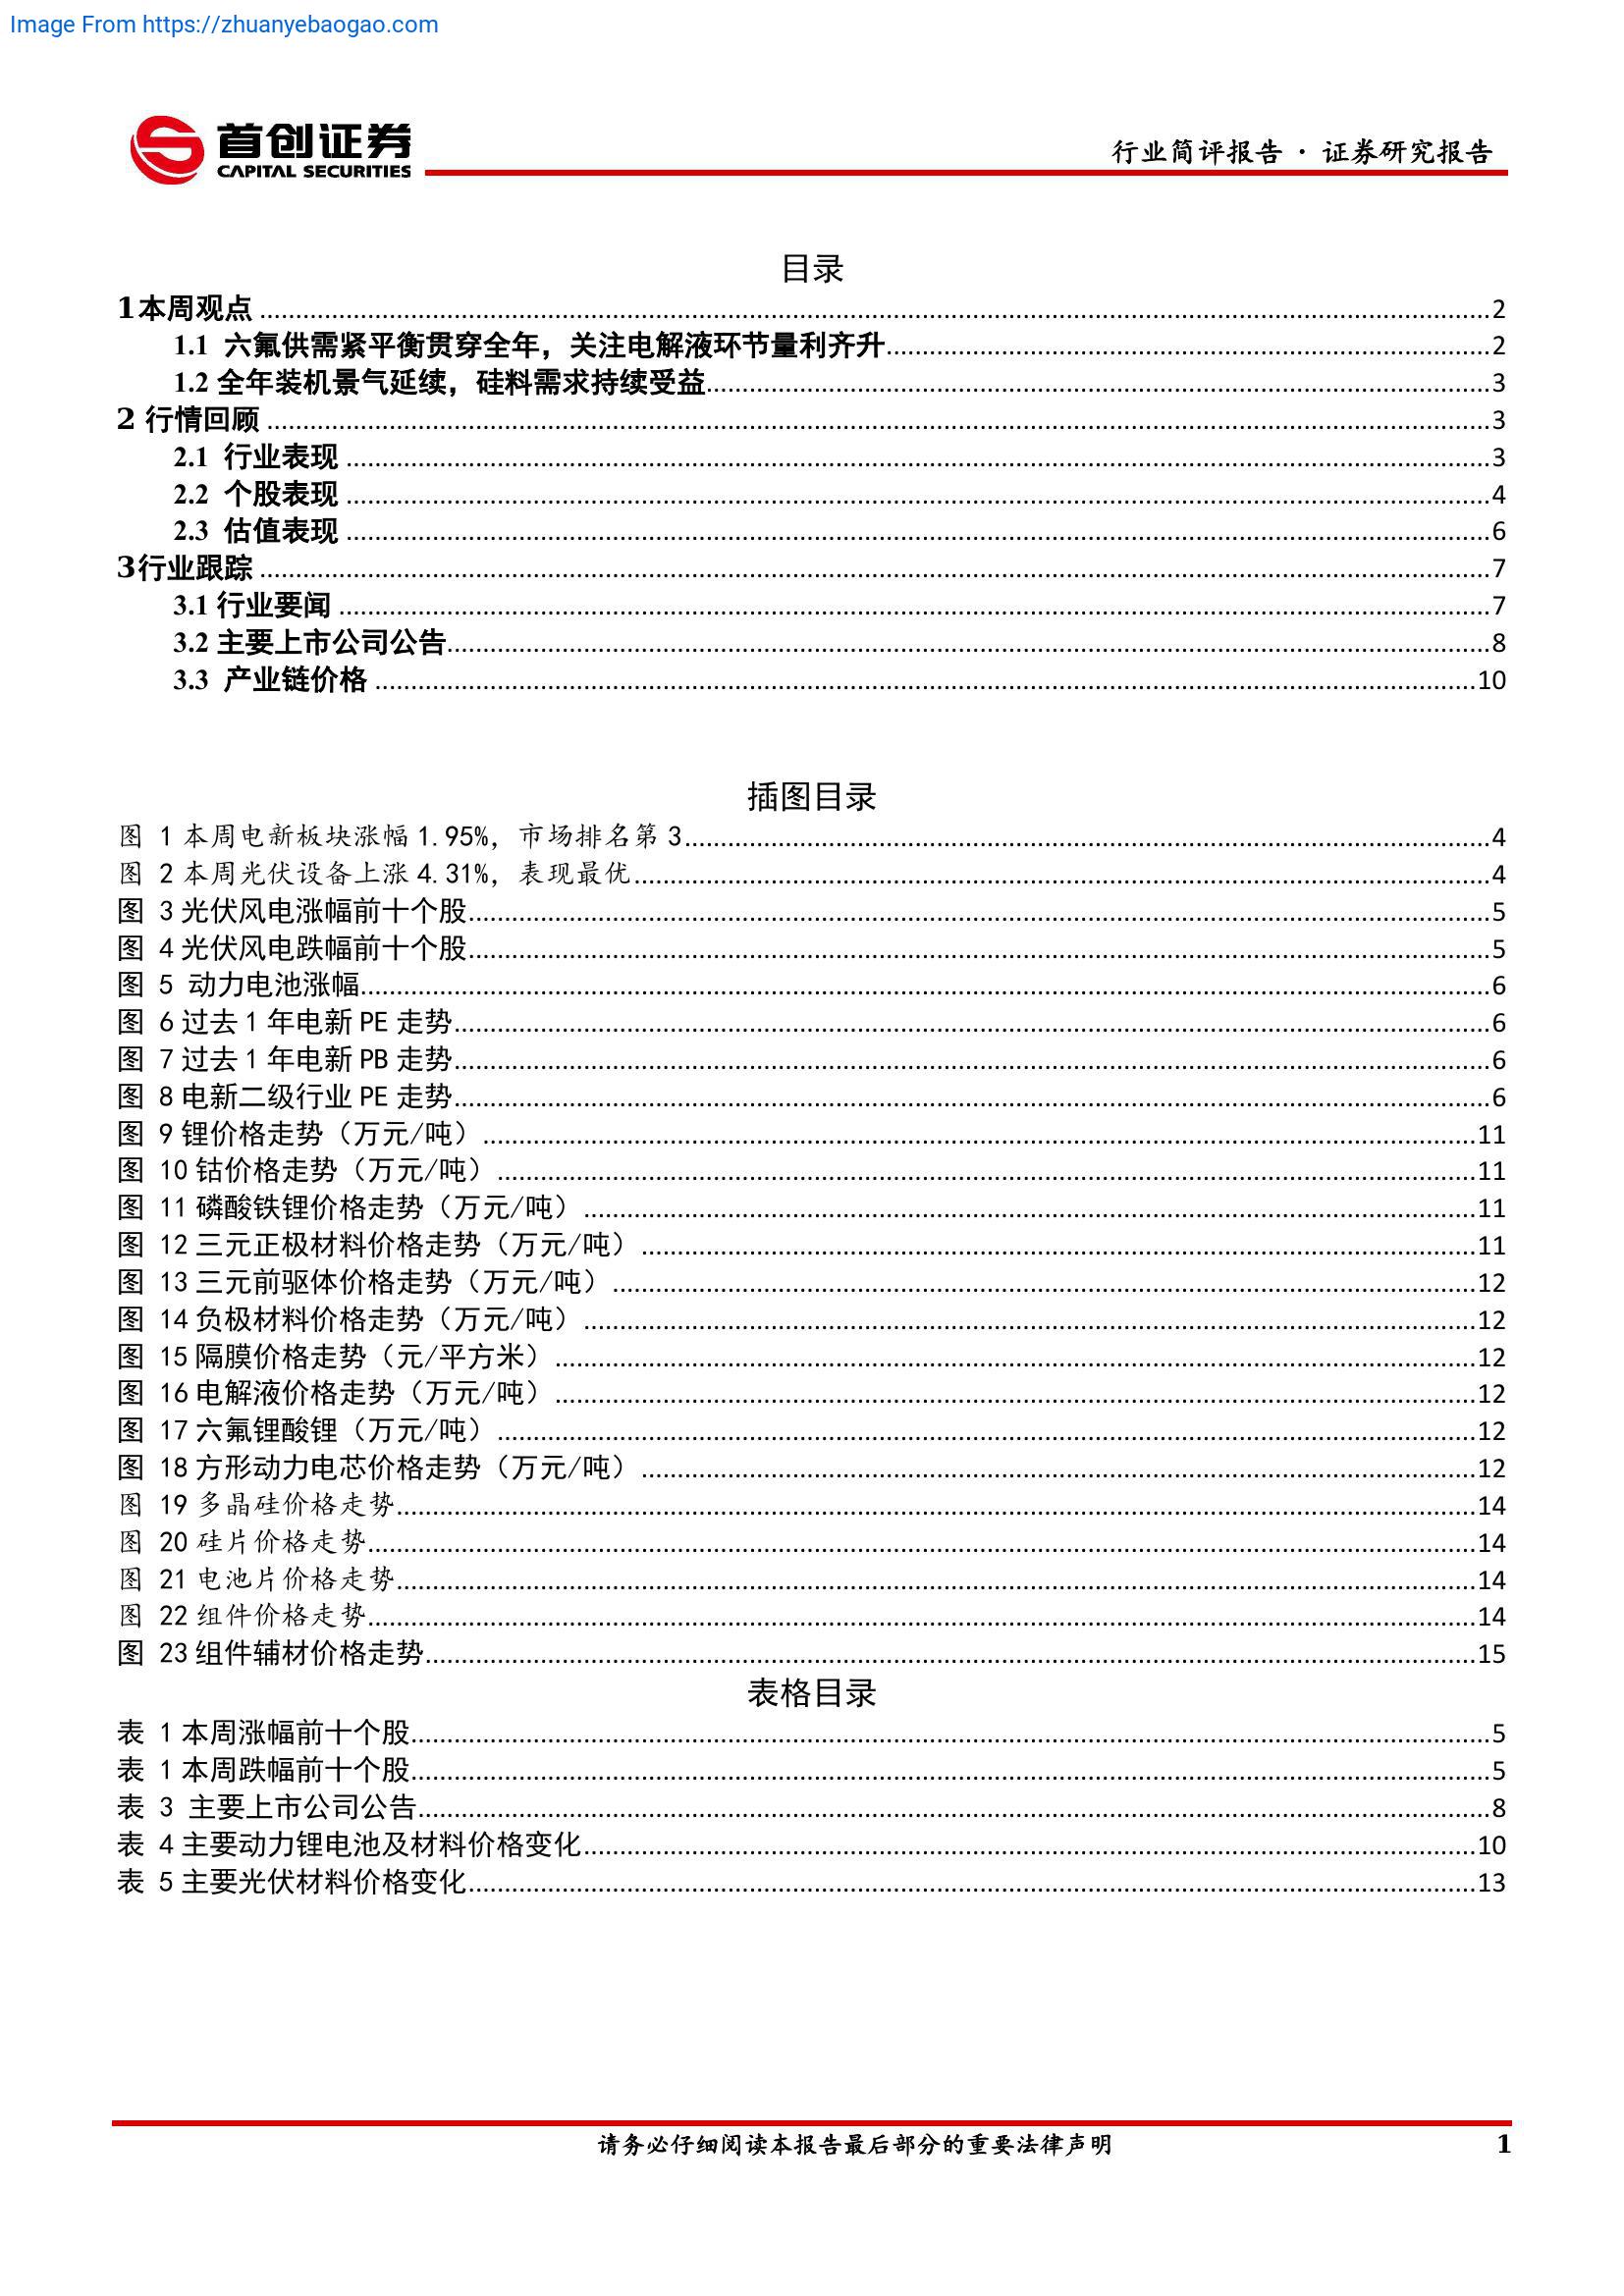 Image From https://zhuanyebaogao.com
首创证券
CAPITAL SECURITIES
行业简评报告 · 证券研究报告
目录
1本周观点 2
1.1 六氟供需紧平衡贯穿全年，关注电解液环节量利齐升 2
1.2 全年装机景气延续，硅料需求持续受益 3
2 行情回顾 3
2.1 行业表现 3
2.2 个股表现 4
2.3 估值表现 6
3行业跟踪 7
3.1 行业要闻 7
3.2 主要上市公司公告 8
3.3 产业链价格 10
插图目录
图 1 本周电新板块涨幅 1.95%，市场排名第 3 4
图 2 本周光伏设备上涨 4.31%，表现最优 4
图 3 光伏风电涨幅前十个股 5
图 4 光伏风电跌幅前十个股 5
图 5 动力电池涨幅 6
图 6 过去 1 年电新 PE 走势 6
图 7 过去 1 年电新 PB 走势 6
图 8 电新二级行业 PE 走势 6
图 9 锂价格走势（万元/吨） 11
图 10 钴价格走势（万元/吨） 11
图 11 磷酸铁锂价格走势（万元/吨） 11
图 12 三元正极材料价格走势（万元/吨） 11
图 13 三元前驱体价格走势（万元/吨） 12
图 14 负极材料价格走势（万元/吨） 12
图 15 隔膜价格走势（元/平方米） 12
图 16 电解液价格走势（万元/吨） 12
图 17 六氟锂酸锂（万元/吨） 12
图 18 方形动力电芯价格走势（万元/吨） 12
图 19 多晶硅价格走势 14
图 20 硅片价格走势 14
图 21 电池片价格走势 14
图 22 组件价格走势 14
图 23 组件辅材价格走势 15
表格目录
表 1 本周涨幅前十个股 5
表 1 本周跌幅前十个股 5
表 3 主要上市公司公告 8
表 4 主要动力锂电池及材料价格变化 10
表 5 主要光伏材料价格变化 13
请务必仔细阅读本报告最后部分的重要法律声明 1